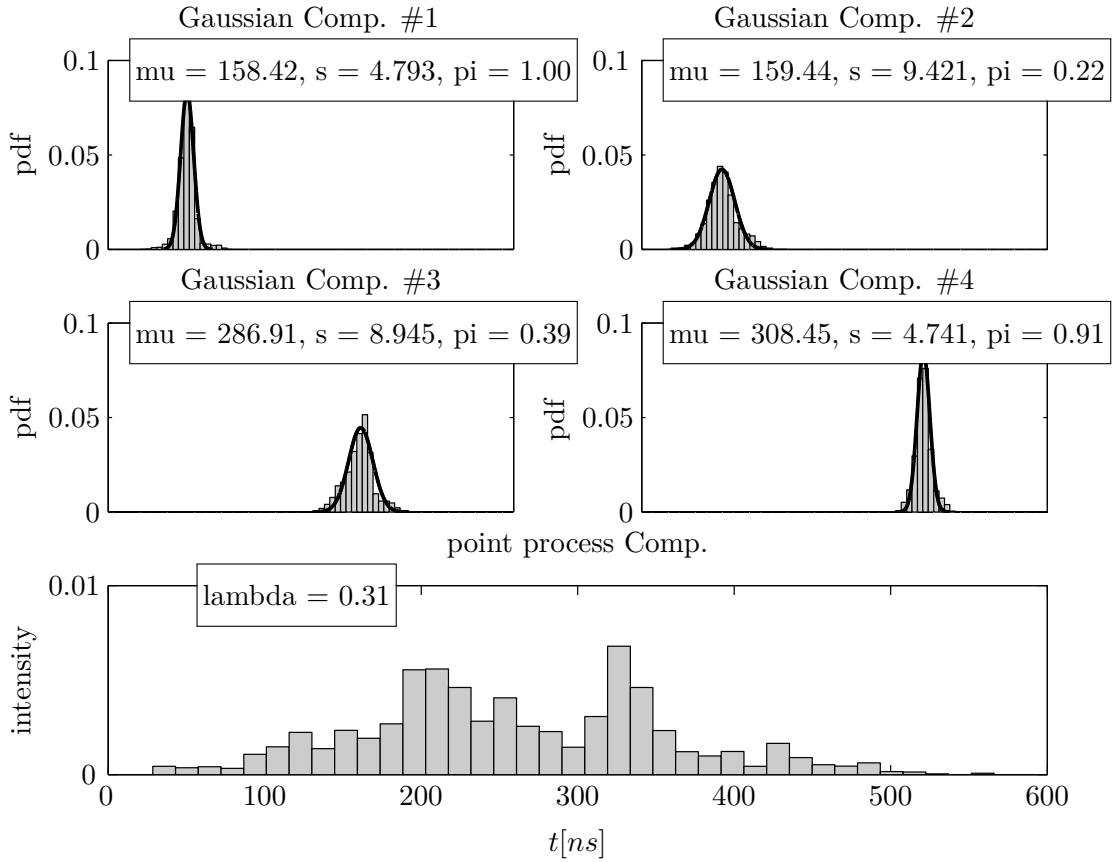 Gaussian Comp. #1
mu = 158.42, s = 4.793, pi = 1.00
0.1
0.05
0
pdf
Gaussian Comp. #2
mu = 159.44, s = 9.421, pi = 0.22
0.1
0.05
0
pdf
Gaussian Comp. #3
mu = 286.91, s = 8.945, pi = 0.39
0.1
0.05
0
pdf
Gaussian Comp. #4
mu = 308.45, s = 4.741, pi = 0.91
0.1
0.05
0
pdf
point process Comp.
lambda = 0.31
0.01
0
intensity
0 100 200 300 400 500 600
t[ns]